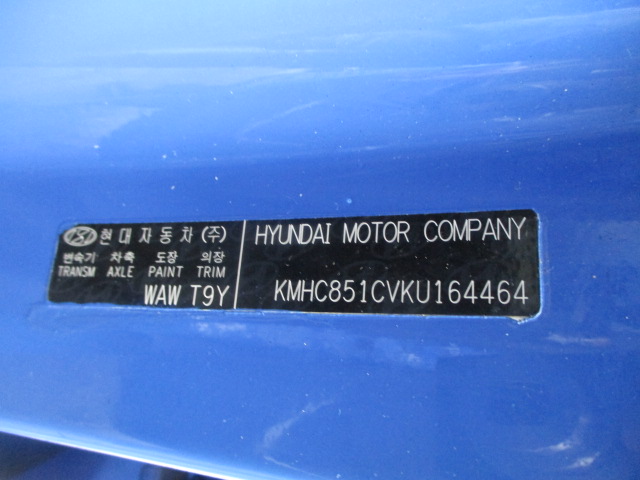 현대자동차(주)
변속기 차축 도장 의장
TRANSM AXLE PAINT TRIM
WAW T9Y
HYUNDAI MOTOR COMPANY
KMHC851CVKU164464